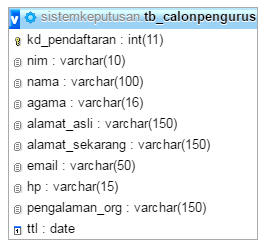 v sistemkeputusan tb_calonpengurus
kd_pendaftaran : int(11)
nim : varchar(10)
nama : varchar(100)
agama : varchar(16)
alamat_asli : varchar(150)
alamat_sekarang : varchar(150)
email : varchar(50)
hp : varchar(15)
pengalaman_org : varchar(150)
ttl : date